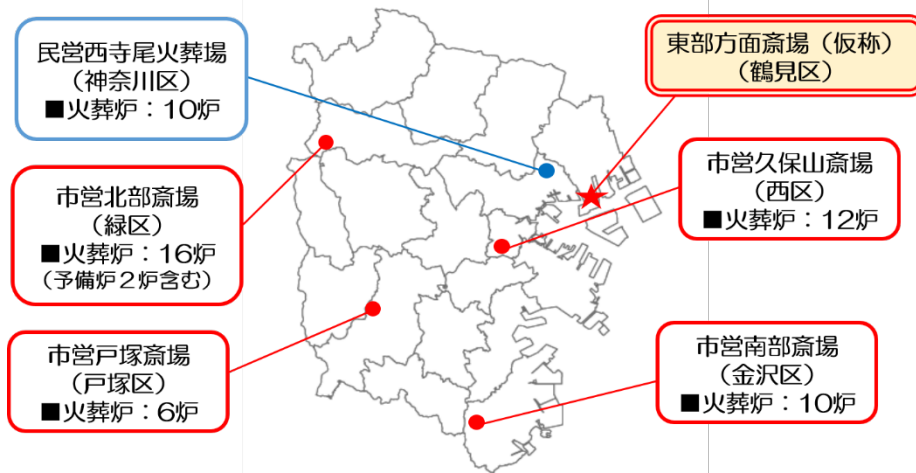 民営西寺尾火葬場
（神奈川区）
■火葬炉：10炉
東部方面斎場（仮称）
（鶴見区）
市営北部斎場
（緑区）
■火葬炉：16炉
（予備炉２炉含む）
市営久保山斎場
（西区）
■火葬炉：12炉
市営戸塚斎場
（戸塚区）
■火葬炉：6炉
市営南部斎場
（金沢区）
■火葬炉：10炉